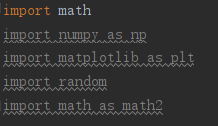 import math
import numpy as np
import matplotlib as plt
import random
import math as math2